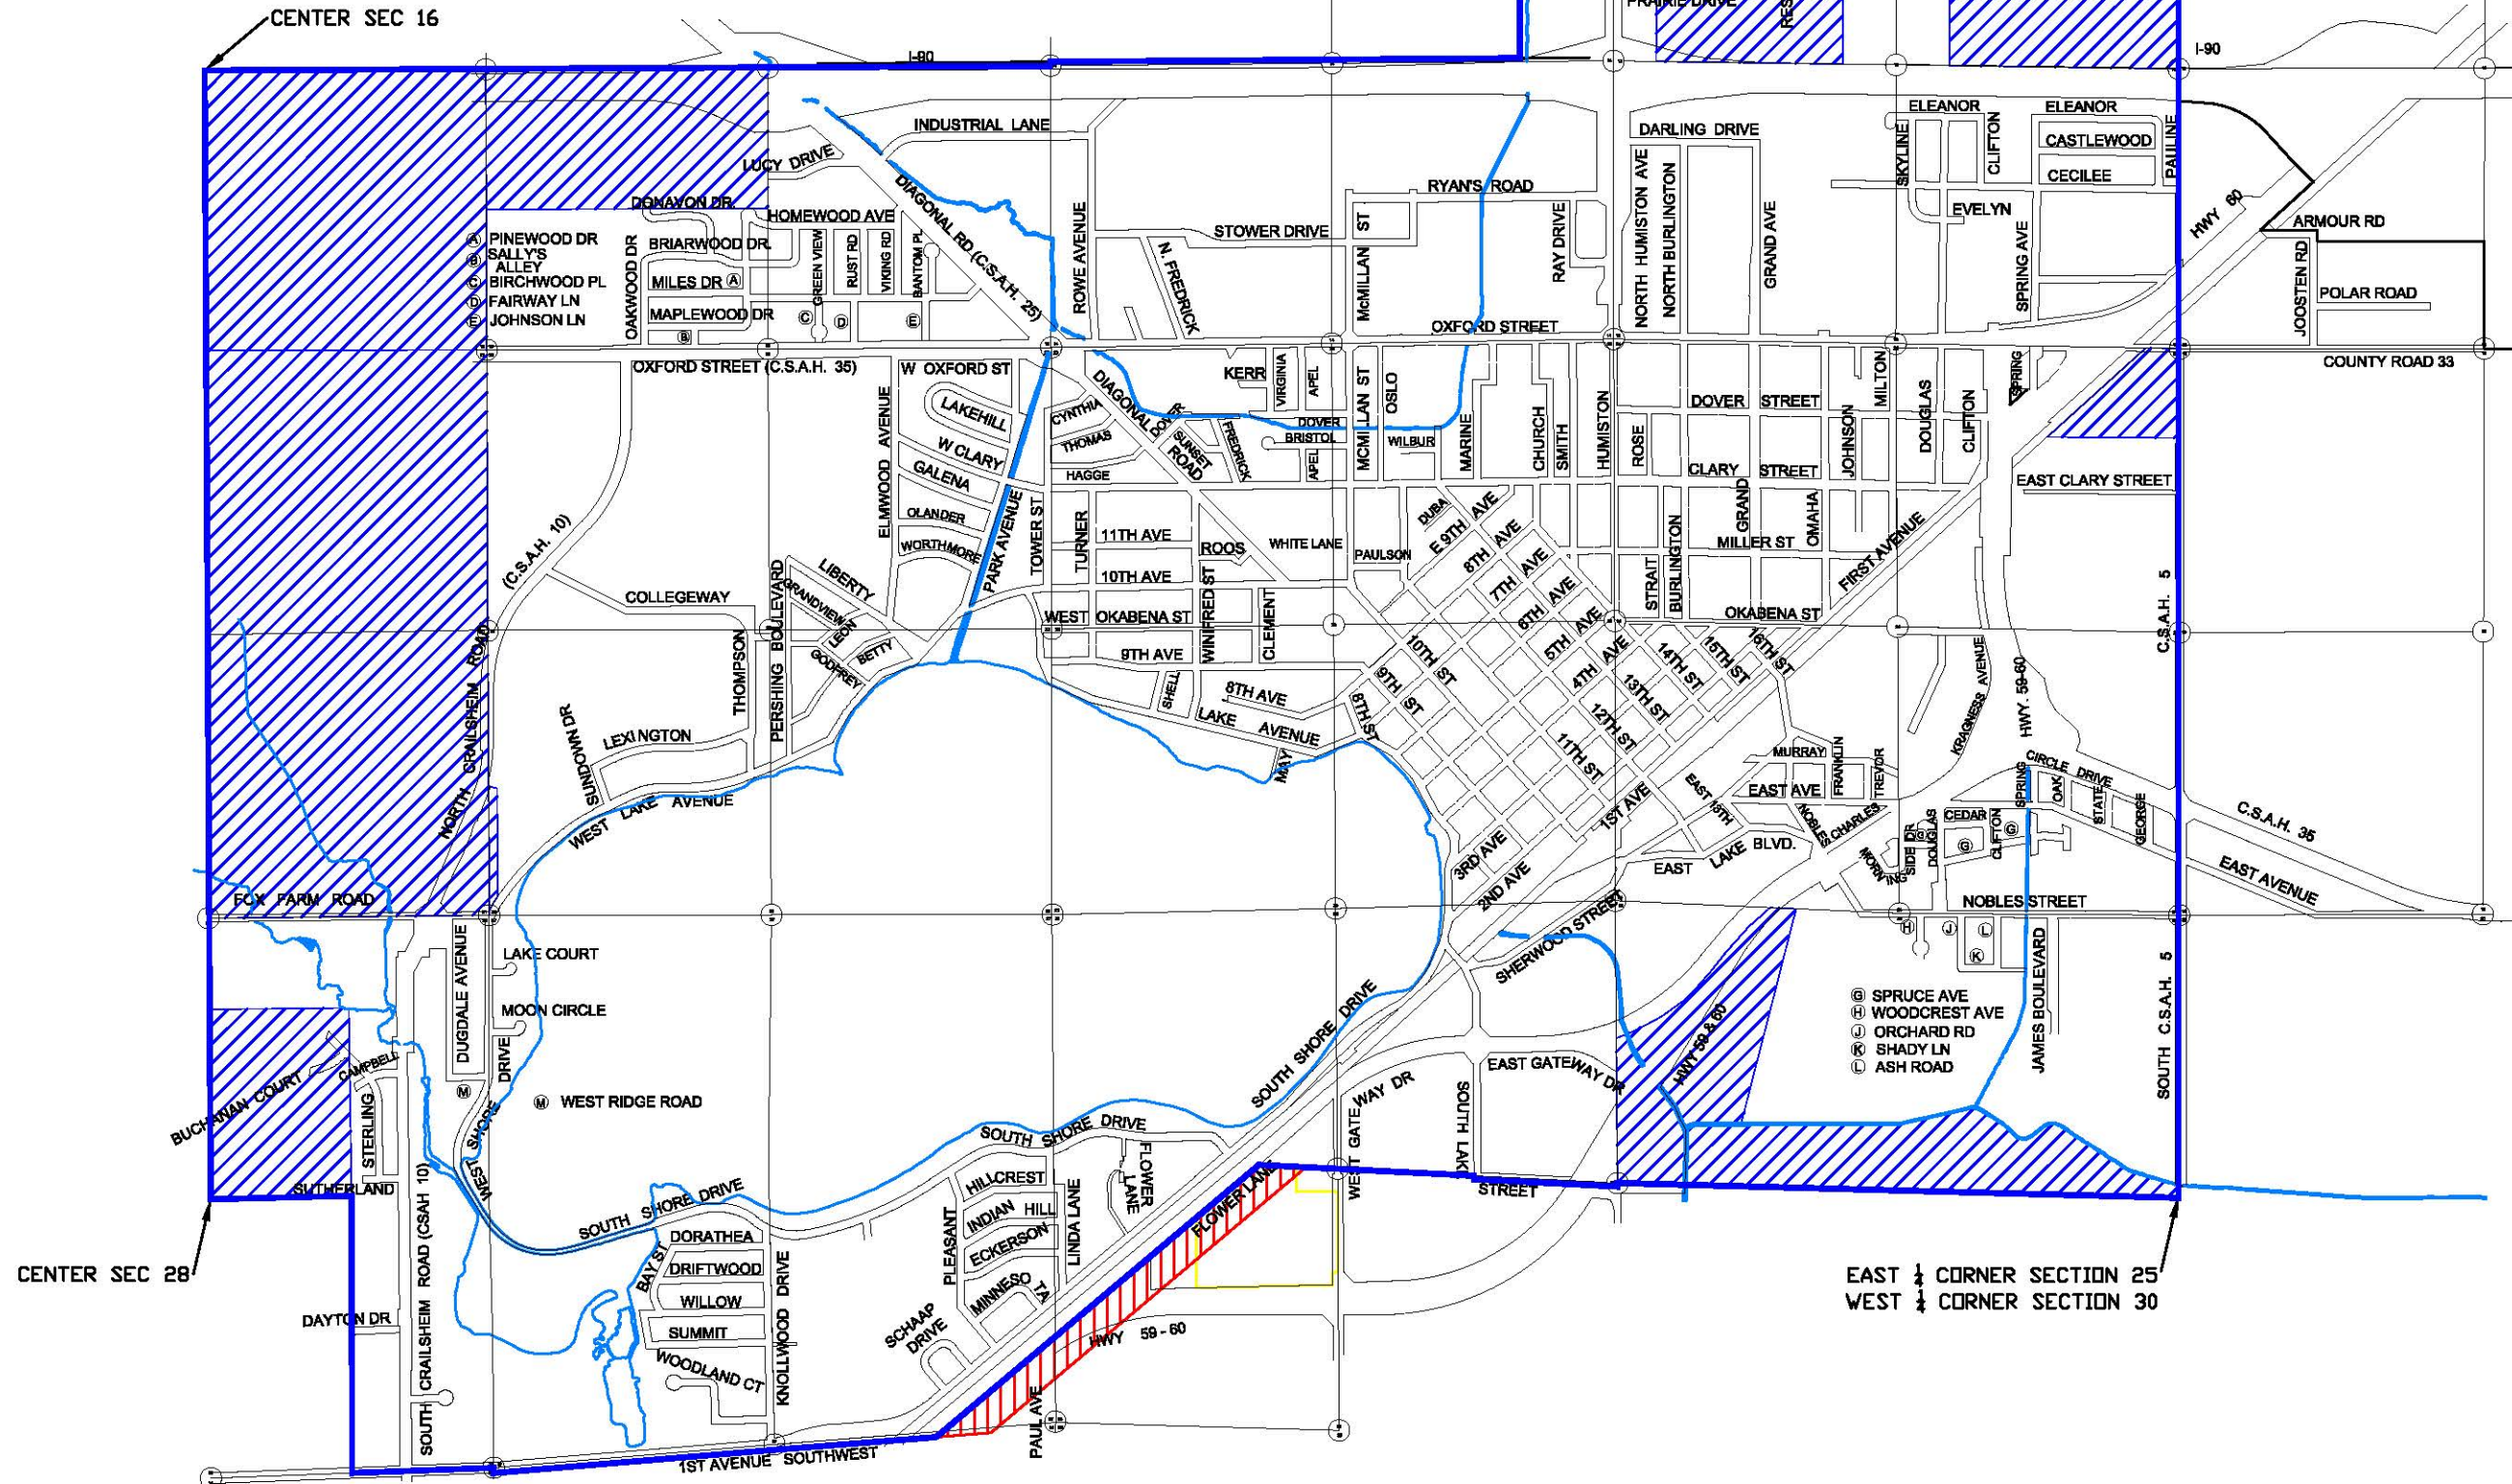 CENTER SEC 16
PRAIRIE DRIVE
RES
I-90
I-90
INDUSTRIAL LANE
LUCY DRIVE
DARLING DRIVE
ELEANOR
ELEANOR
SKYLINE
CLIFTON
CASTLEWOOD
CECILEE
PAULINE
DIAGONAL RD (C.S.A.H. 25)
DONAVON DR.
HOMEWOOD AVE
ROWE AVENUE
RYAN'S ROAD
STOWER DRIVE
N. FREDRICK
McMILLAN ST
RAY DRIVE
NORTH HUMISTON AVE
NORTH BURLINGTON
GRAND AVE
EVELYN
SPRING AVE
HWY 60
ARMOUR RD
JOOSTEN RD
POLAR ROAD
A PINEWOOD DR
B SALLY'S
ALLEY
C BIRCHWOOD PL
D FAIRWAY LN
E JOHNSON LN
OAKWOOD DR
BRIARWOOD DR.
MILES DR A
MAPLEWOOD DR
B
GREEN VIEW
RUST RD
VIKING RD
BANTOM PL
C
D
E
OXFORD STREET
OXFORD STREET (C.S.A.H. 35)
W OXFORD ST
COUNTY ROAD 33
LAKEHILL
CYNTHIA
THOMAS
DIAGONAL
DOVER
SUNSET
ROAD
FREDRICK
KERR
VIRGINIA
APEL
DOVER
BRISTOL
APEL
MCMILLAN ST
OSLO
WILBUR
MARINE
CHURCH
SMITH
HUMISTON
ROSE
DOVER STREET
CLARY STREET
JOHNSON
MILTON
DOUGLAS
CLIFTON
SPRING
EAST CLARY STREET
ELMWOOD AVENUE
W CLARY
GALENA
OLANDER
WORTHMORE
PARK AVENUE
TOWER ST
HAGGE
TURNER
11TH AVE
10TH AVE
ROOS
WHITE LANE
PAULSON
DUBA
E 9TH AVE
8TH AVE
7TH AVE
6TH AVE
5TH AVE
4TH AVE
STRAIT
BURLINGTON
GRAND
OMAHA
MILLER ST
FIRST AVENUE
OKABENA ST
C.S.A.H. 5
(C.S.A.H. 10)
COLLEGEWAY
PERSHING BOULEVARD
LIBERTY
GRANDVIEW
LEON
BETTY
GODFREY
THOMPSON
WEST OKABENA ST
WINIFRED ST
CLEMENT
9TH AVE
SHELL
8TH AVE
LAKE AVENUE
MAY
8TH ST
9TH ST
10TH ST
11TH ST
12TH ST
13TH ST
14TH ST
15TH ST
16TH ST
NORTH CRAILSHEIM ROAD
SUNDOWN DR
LEXINGTON
WEST LAKE AVENUE
KRAGNESS AVENUE
HWY. 59-60
MURRAY
FRANKLIN
TREVOR
EAST AVE
EAST 18TH
NOBLES
CHARLES
1ST AVE
2ND AVE
3RD AVE
EAST LAKE BLVD.
MORNING
SIDE DR
DOUGLAS
CEDAR
CLIFTON
G
G
G
SPRING
CIRCLE DRIVE
OAK
STATE
GEORGE
C.S.A.H. 35
EAST AVENUE
NOBLES STREET
SHERWOOD STREET
H
J
L
K
JAMES BOULEVARD
SOUTH C.S.A.H. 5
FOX FARM ROAD
DUGDALE AVENUE
LAKE COURT
MOON CIRCLE
WEST SHORE DRIVE
M
M WEST RIDGE ROAD
CAMPBELL
BUCHANAN COURT
STERLING
SUTHERLAND
G SPRUCE AVE
H WOODCREST AVE
J ORCHARD RD
K SHADY LN
L ASH ROAD
HWY 59 & 60
EAST GATEWAY DR
WEST GATE WAY DR
SOUTH LAKE
STREET
SOUTH SHORE DRIVE
SOUTH SHORE DRIVE
SOUTH SHORE DRIVE
CENTER SEC 28
DAYTON DR
SOUTH CRAILSHEIM ROAD (CSAH 10)
DORATHEA
BAY ST
DRIFTWOOD
WILLOW
SUMMIT
WOODLAND CT
KNOLLWOOD DRIVE
HILLCREST
INDIAN HILL
ECKERSON
PLEASANT
MINNESOTA
LINDA LANE
FLOWER
LANE
FLOWER LANE
SCHAAP
DRIVE
HWY 59-60
PAUL AVE
1ST AVENUE SOUTHWEST
EAST ¼ CORNER SECTION 25
WEST ¼ CORNER SECTION 30